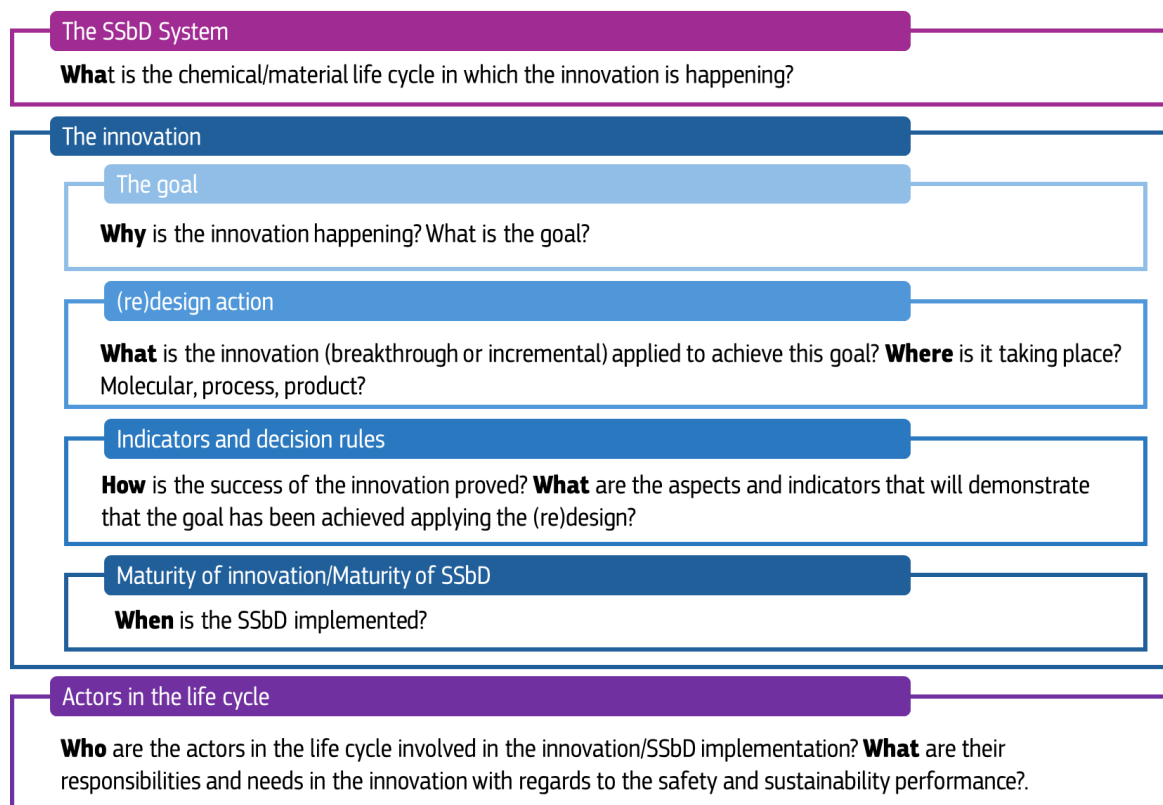 The SSbD System
What is the chemical/material life cycle in which the innovation is happening?
The innovation
The goal
Why is the innovation happening? What is the goal?
(re)design action
What is the innovation (breakthrough or incremental) applied to achieve this goal? Where is it taking place?
Molecular, process, product?
Indicators and decision rules
How is the success of the innovation proved? What are the aspects and indicators that will demonstrate
that the goal has been achieved applying the (re)design?
Maturity of innovation/Maturity of SSbD
When is the SSbD implemented?
Actors in the life cycle
Who are the actors in the life cycle involved in the innovation/SSbD implementation? What are their
responsibilities and needs in the innovation with regards to the safety and sustainability performance?.